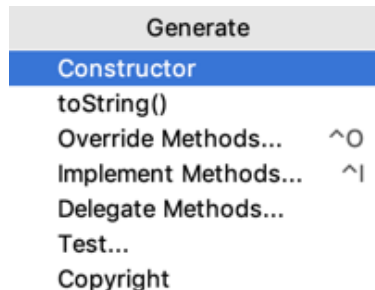 Generate
Constructor
toString()
Override Methods... ^O
Implement Methods... ^I
Delegate Methods...
Test...
Copyright